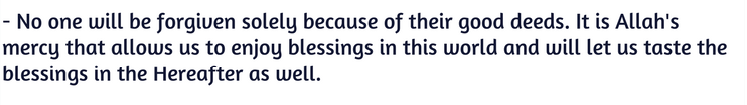 - No one will be forgiven solely because of their good deeds. It is Allah's
mercy that allows us to enjoy blessings in this world and will let us taste the
blessings in the Hereafter as well.